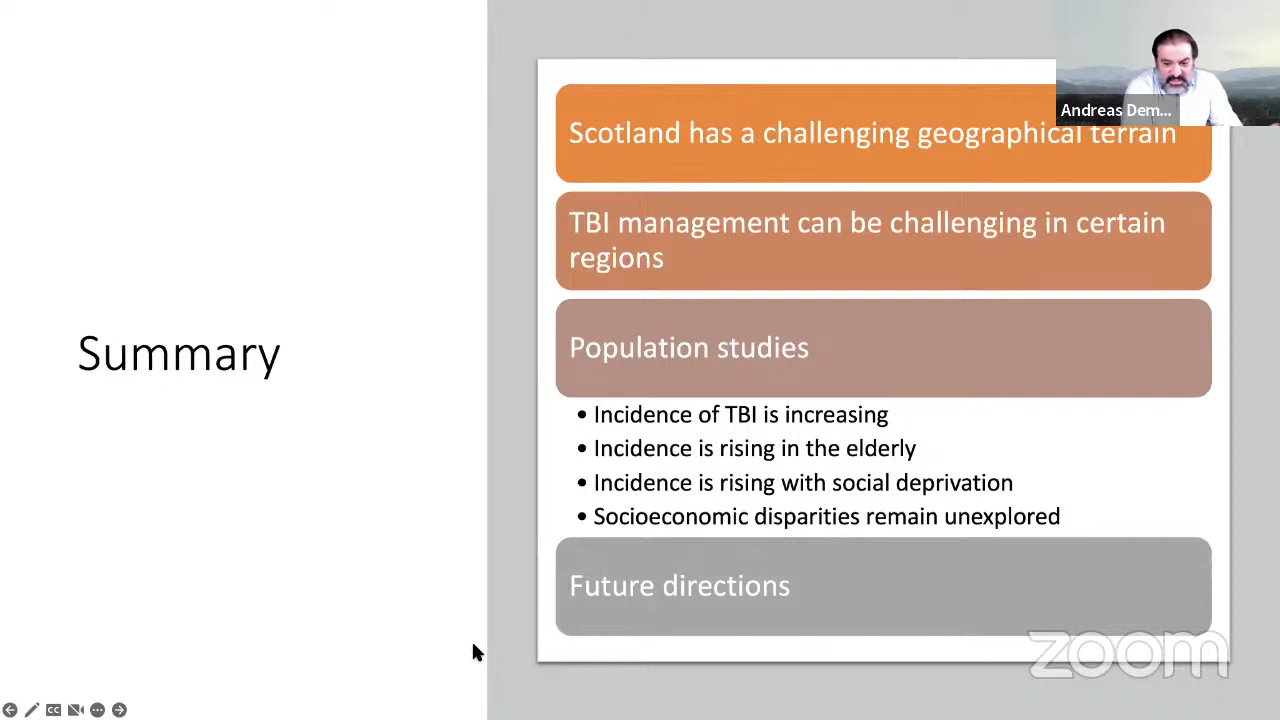 Andreas Dem...
Scotland has a challenging geographical terrain
TBI management can be challenging in certain
regions
Summary
Population studies
• Incidence of TBI is increasing
• Incidence is rising in the elderly
• Incidence is rising with social deprivation
• Socioeconomic disparities remain unexplored
Future directions
zoom
CC